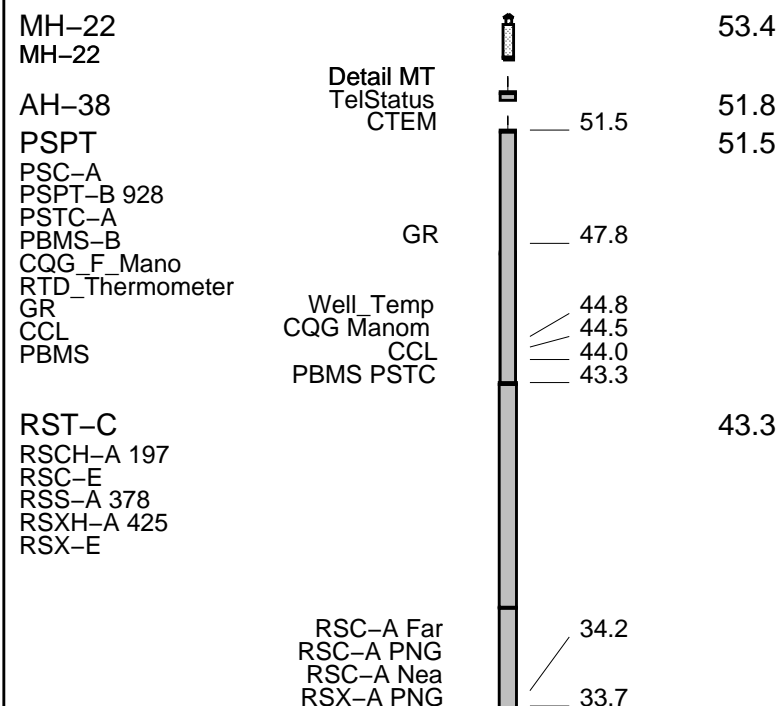 MH−22 53.4
MH−22
Detail MT
AH−38 TelStatus 51.8
CTEM 51.5
PSPT 51.5
PSC−A
PSPT−B 928
PSTC−A
PBMS−B GR 47.8
CQG_F_Mano
RTD_Thermometer
GR Well_Temp 44.8
CCL CQG Manom 44.5
PBMS CCL 44.0
PBMS PSTC 43.3
RST−C 43.3
RSCH−A 197
RSC−E
RSS−A 378
RSXH−A 425
RSX−E
RSC−A Far 34.2
RSC−A PNG
RSC−A Nea
RSX−A PNG 33.7